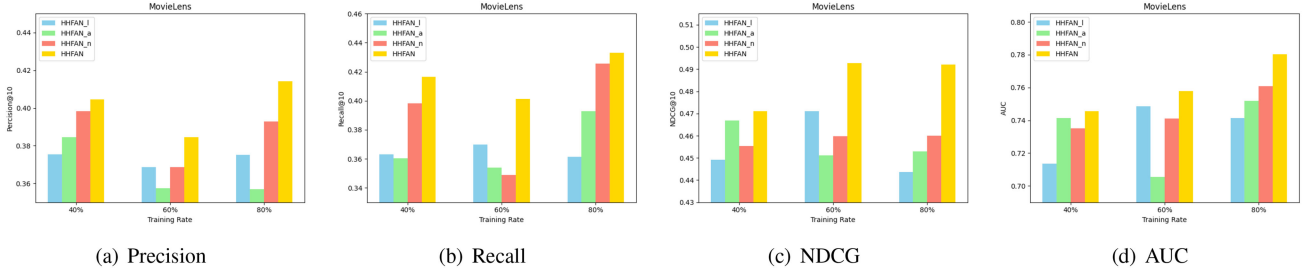 MovieLens
HHFAN_l
HHFAN_a
HHFAN_n
HHFAN
0.44
0.42
0.40
0.38
0.36
Percision@10
40%
60%
80%
Training Rate
(a) Precision
MovieLens
HHFAN_l
HHFAN_a
HHFAN_n
HHFAN
0.46
0.44
0.42
0.40
0.38
0.36
0.34
Recall@10
40%
60%
80%
Training Rate
(b) Recall
MovieLens
HHFAN_l
HHFAN_a
HHFAN_n
HHFAN
0.51
0.50
0.49
0.48
0.47
0.46
0.45
0.44
0.43
NDCG@10
40%
60%
80%
Training Rate
(c) NDCG
MovieLens
HHFAN_l
HHFAN_a
HHFAN_n
HHFAN
0.80
0.78
0.76
0.74
0.72
0.70
AUC
40%
60%
80%
Training Rate
(d) AUC